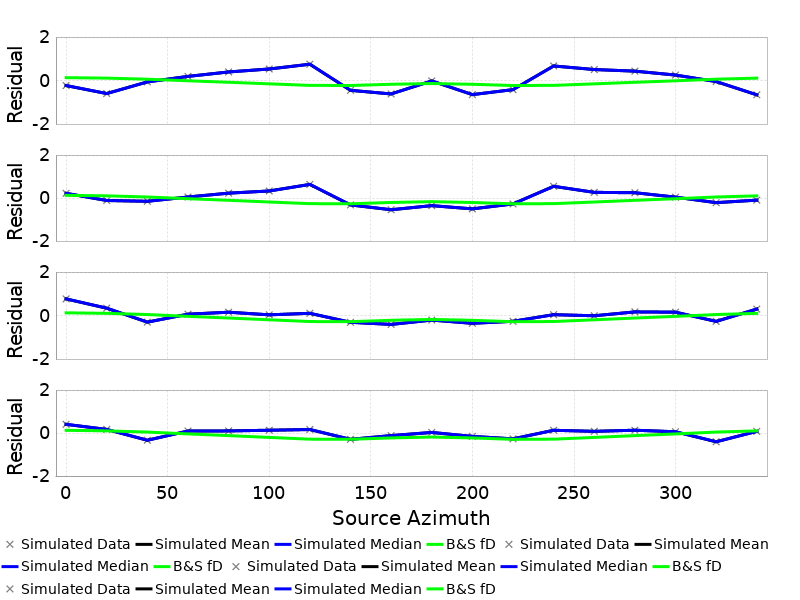 2
0
-2
Residual
2
0
-2
Residual
2
0
-2
Residual
2
0
-2
Residual
0 50 100 150 200 250 300
Source Azimuth
× Simulated Data Simulated Mean Simulated Median B&S fD × Simulated Data Simulated Mean
Simulated Median B&S fD × Simulated Data Simulated Mean Simulated Median B&S fD
× Simulated Data Simulated Mean Simulated Median B&S fD